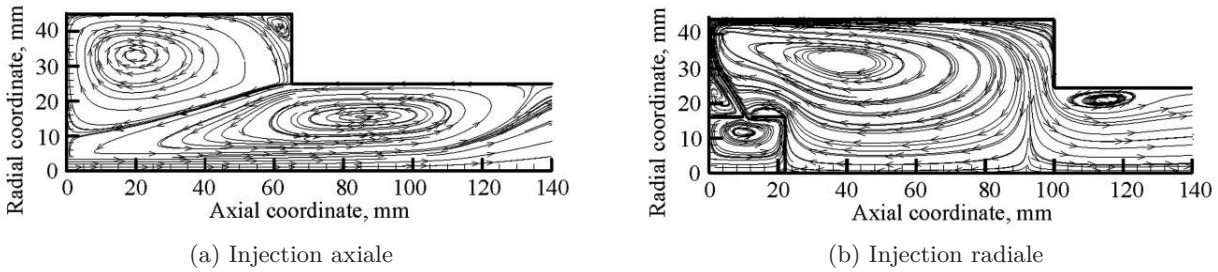 Radial coordinate, mm
40
30
20
10
0
0 20 40 60 80 100 120 140
Axial coordinate, mm
(a) Injection axiale
Radial coordinate, mm
40
30
20
10
0
0 20 40 60 80 100 120 140
Axial coordinate, mm
(b) Injection radiale